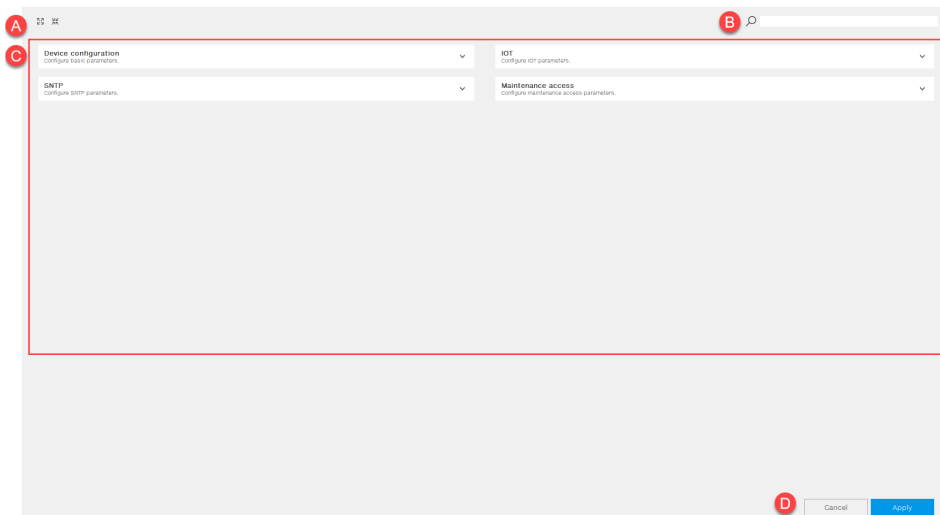 A
B
C
Device configuration
Configure basic parameters.
IOT
Configure IOT parameters.
SNTP
Configure SNTP parameters.
Maintenance access
Configure maintenance access parameters.
D
Cancel
Apply